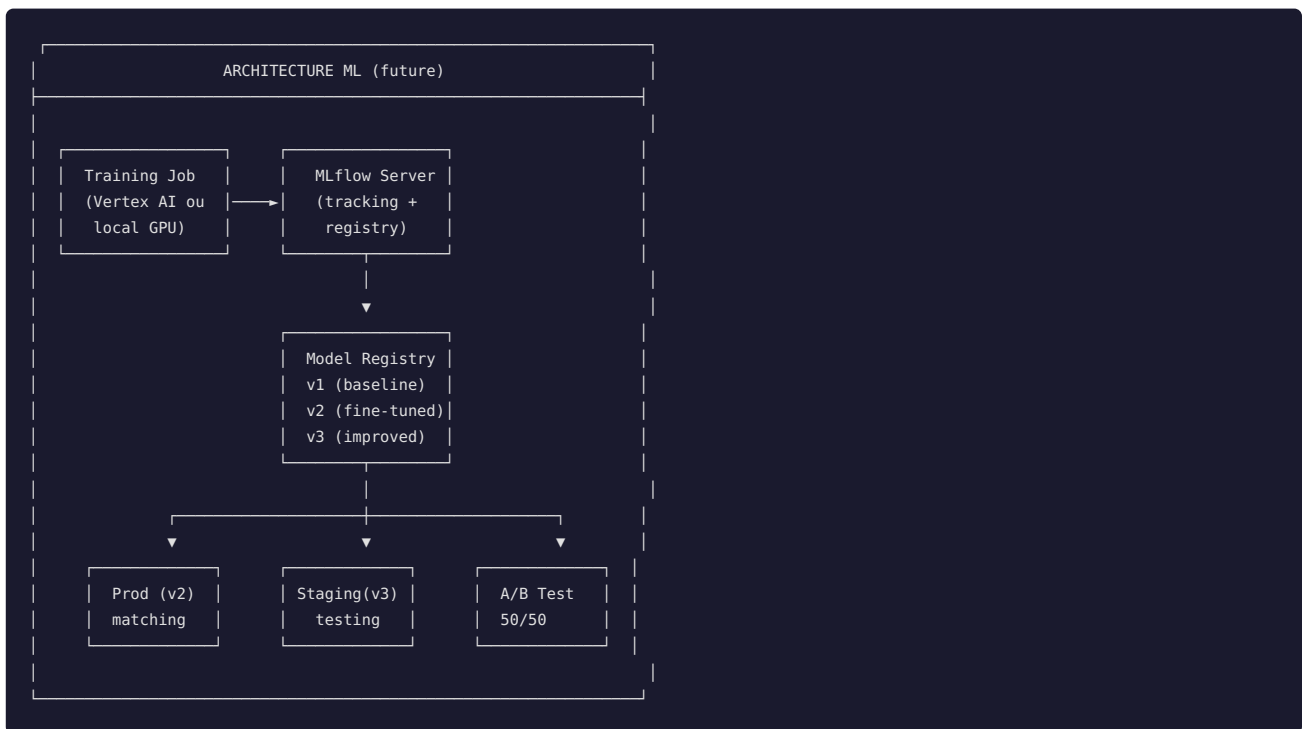 ARCHITECTURE ML (future)
Training Job MLflow Server
(Vertex AI ou (tracking +
local GPU) registry)
Model Registry
v1 (baseline)
v2 (fine-tuned)
v3 (improved)
Prod (v2) Staging(v3) A/B Test
matching testing 50/50